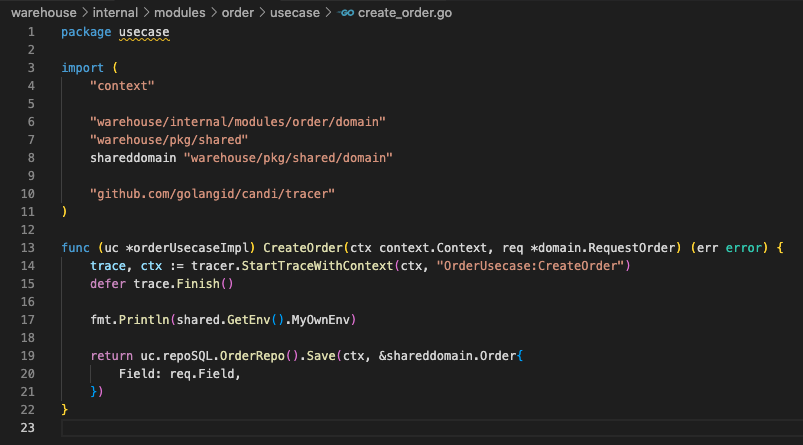 warehouse > internal > modules > order > usecase > GO create_order.go
1 package usecase
2
3 import (
4     "context"
5
6     "warehouse/internal/modules/order/domain"
7     "warehouse/pkg/shared"
8     shareddomain "warehouse/pkg/shared/domain"
9
10     "github.com/golangid/candi/tracer"
11 )
12
13 func (uc *orderUsecaseImpl) CreateOrder(ctx context.Context, req *domain.RequestOrder) (err error) {
14     trace, ctx := tracer.StartTraceWithContext(ctx, "OrderUsecase:CreateOrder")
15     defer trace.Finish()
16
17     fmt.Println(shared.GetEnv().MyOwnEnv)
18
19     return uc.repoSQL.OrderRepo().Save(ctx, &shareddomain.Order{
20         Field: req.Field,
21     })
22 }
23